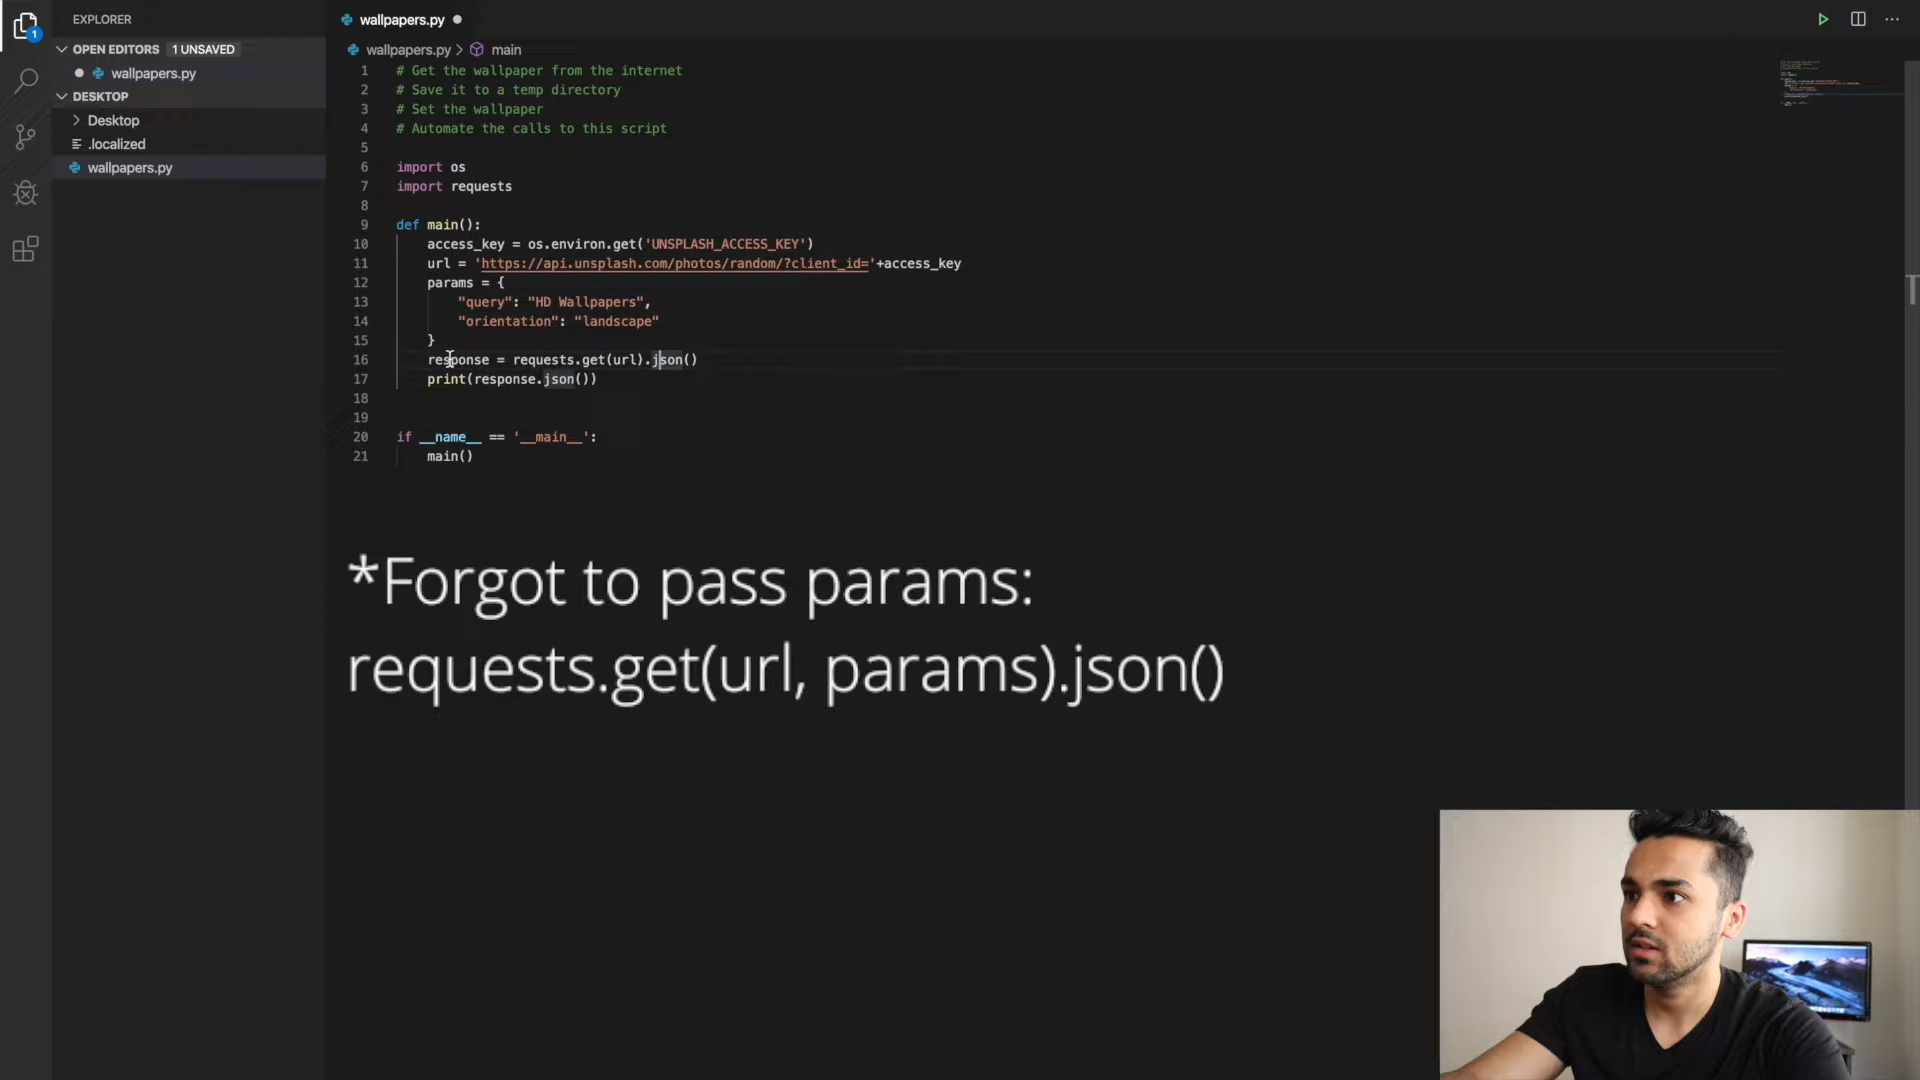 EXPLORER
OPEN EDITORS 1 UNSAVED
wallpapers.py
DESKTOP
Desktop
.localized
wallpapers.py
1
wallpapers.py
wallpapers.py > main
1 # Get the wallpaper from the internet
2 # Save it to a temp directory
3 # Set the wallpaper
4 # Automate the calls to this script
5
6 import os
7 import requests
8
9 def main():
10 access_key = os.environ.get('UNSPLASH_ACCESS_KEY')
11 url = 'https://api.unsplash.com/photos/random/?client_id='+access_key
12 params = {
13 "query": "HD Wallpapers",
14 "orientation": "landscape"
15 }
16 response = requests.get(url).json()
17 print(response.json())
18
19
20 if __name__ == '__main__':
21 main()
*Forgot to pass params:
requests.get(url, params).json()